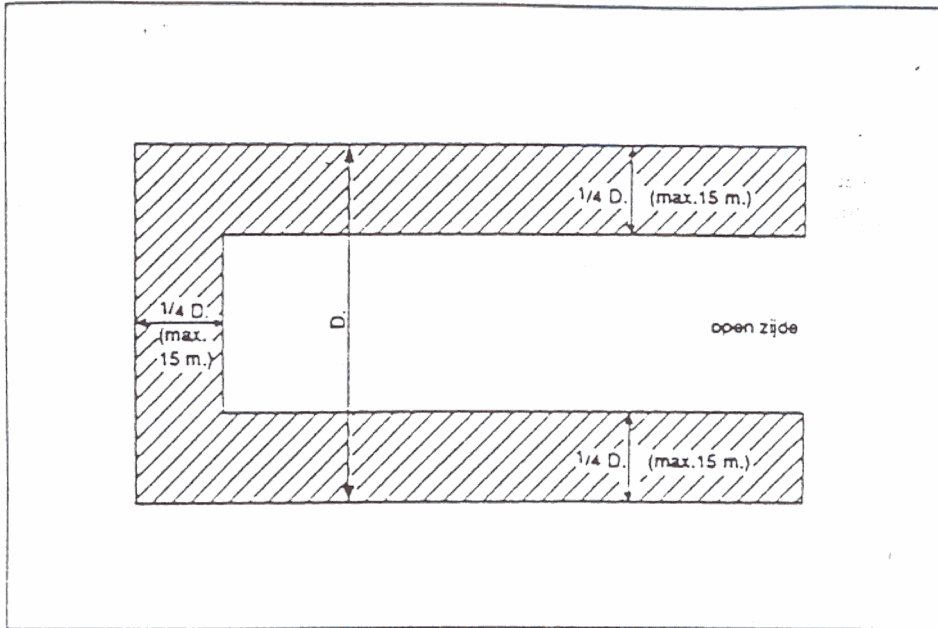 1/4 D. (max.15 m.)
1/4 D.
(max.
15 m.)
D.
open zijde
1/4 D. (max.15 m.)